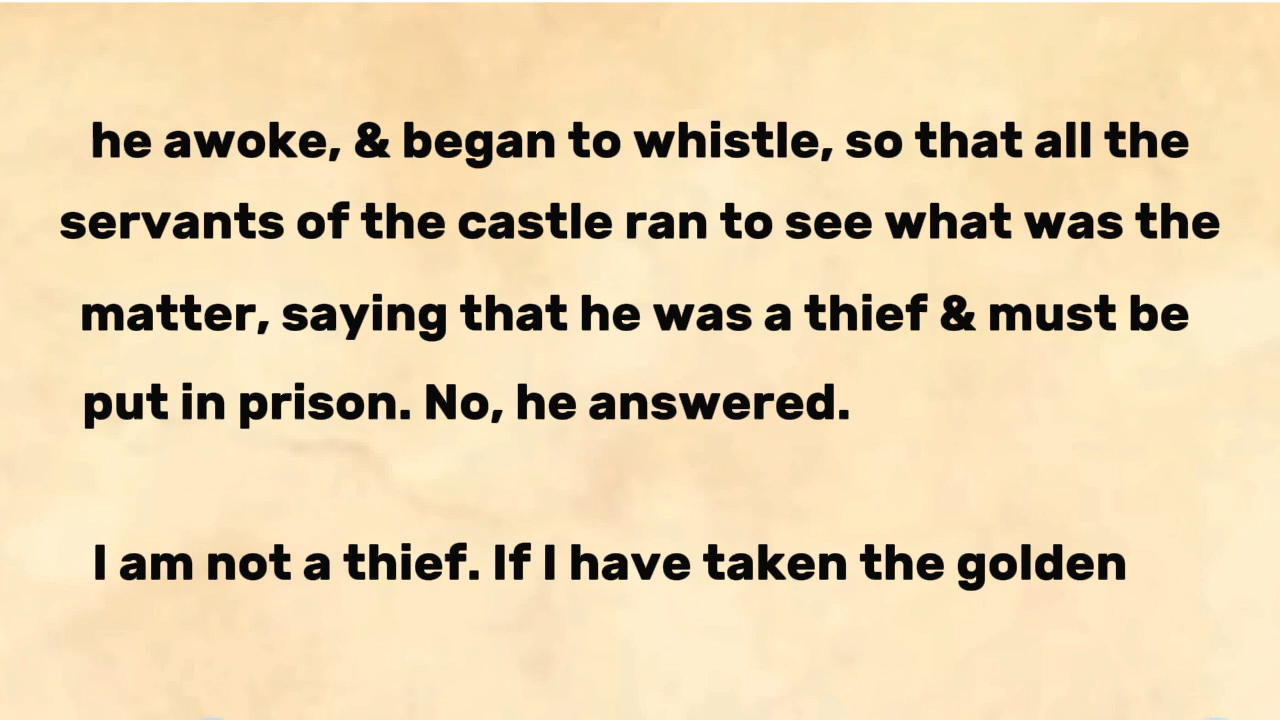 he awoke, & began to whistle, so that all the
servants of the castle ran to see what was the
matter, saying that he was a thief & must be
put in prison. No, he answered.
I am not a thief. If I have taken the golden